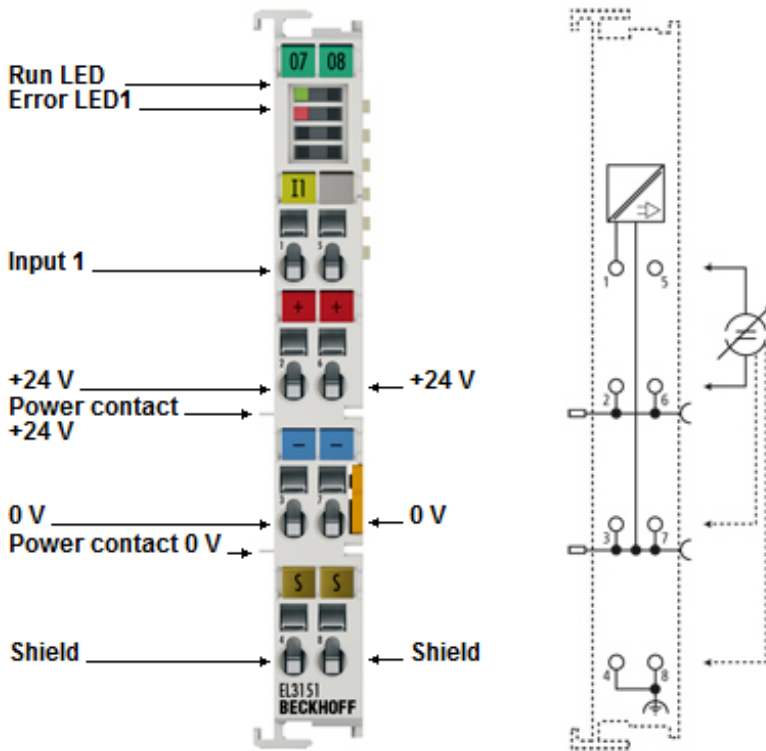 07 08
Run LED
Error LED1
I1
1 5
Input 1
+ +
2 6
+24 V
+24 V
Power contact
+24 V
- -
3 7
0 V
0 V
Power contact 0 V
S S
4 8
Shield
Shield
EL3151
BECKHOFF
1 5
2 6
3 7
4 8